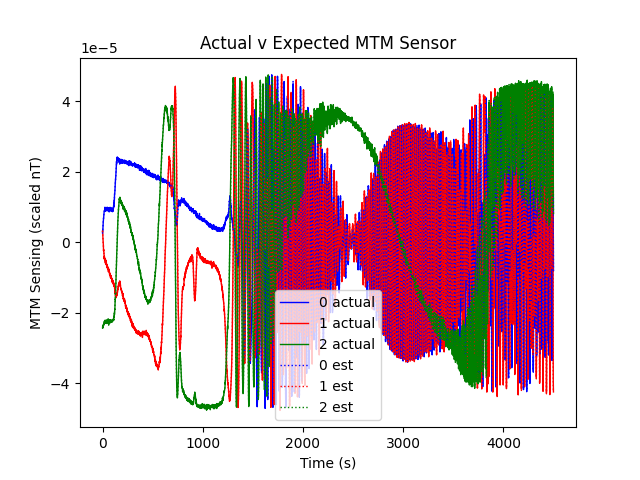 Actual v Expected MTM Sensor
1e−5
MTM Sensing (scaled nT)
4
2
0
−2
−4
0 actual
1 actual
2 actual
0 est
1 est
2 est
0 1000 2000 3000 4000
Time (s)